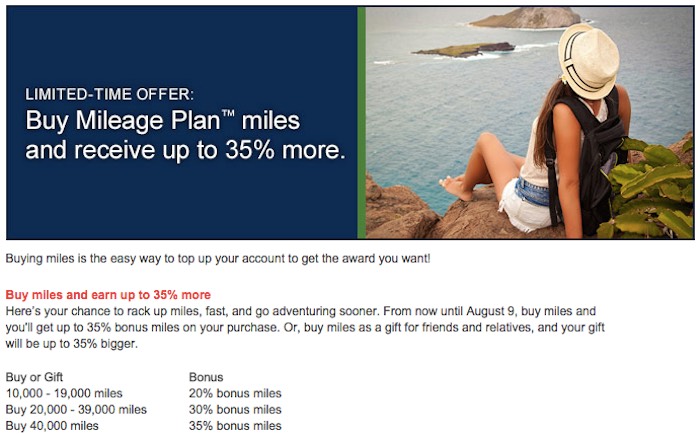 LIMITED-TIME OFFER:
Buy Mileage Plan™ miles
and receive up to 35% more.
Buying miles is the easy way to top up your account to get the award you want!
Buy miles and earn up to 35% more
Here's your chance to rack up miles, fast, and go adventuring sooner. From now until August 9, buy miles and
you'll get up to 35% bonus miles on your purchase. Or, buy miles as a gift for friends and relatives, and your gift
will be up to 35% bigger.
Buy or Gift Bonus
10,000 - 19,000 miles 20% bonus miles
Buy 20,000 - 39,000 miles 30% bonus miles
Buy 40,000 miles 35% bonus miles